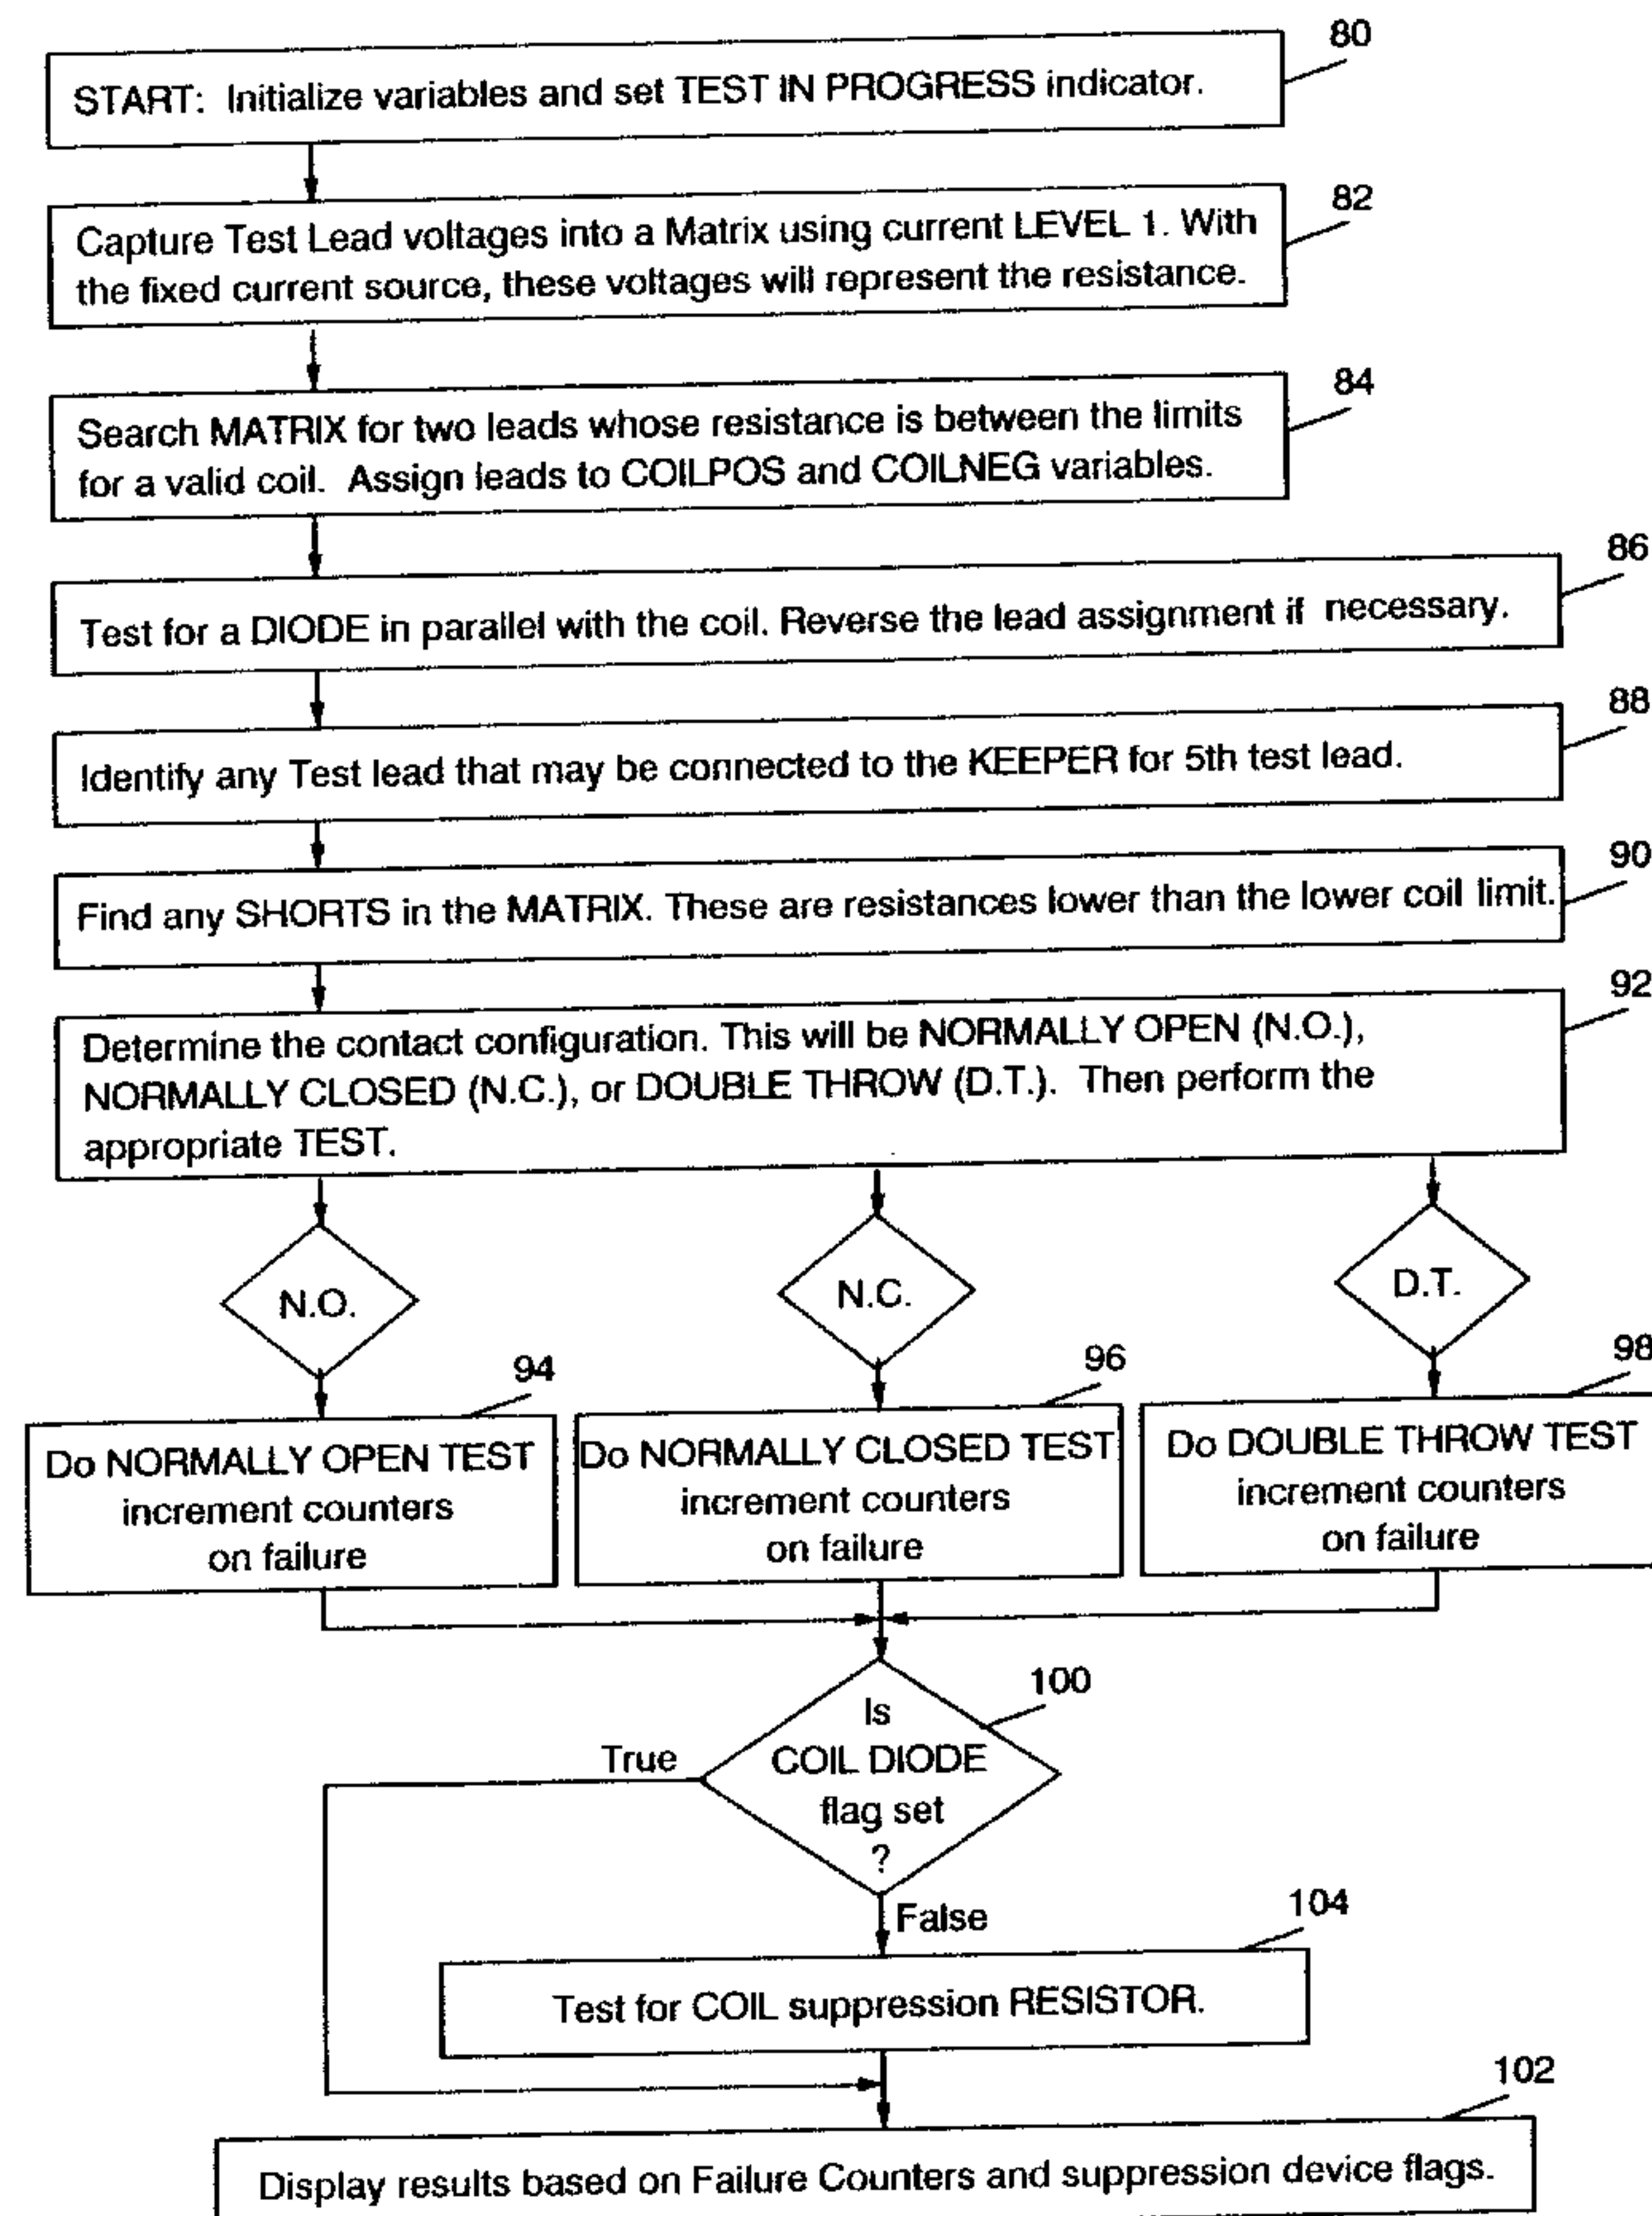 80
START: Initialize variables and set TEST IN PROGRESS indicator.
82
Capture Test Lead voltages into a Matrix using current LEVEL 1. With
the fixed current source, these voltages will represent the resistance.
84
Search MATRIX for two leads whose resistance is between the limits
for a valid coil. Assign leads to COILPOS and COILNEG variables.
86
Test for a DIODE in parallel with the coil. Reverse the lead assignment if necessary.
88
Identify any Test lead that may be connected to the KEEPER for 5th test lead.
90
Find any SHORTS in the MATRIX. These are resistances lower than the lower coil limit.
92
Determine the contact configuration. This will be NORMALLY OPEN (N.O.),
NORMALLY CLOSED (N.C.), or DOUBLE THROW (D.T.). Then perform the
appropriate TEST.
N.O.
N.C.
D.T.
94
Do NORMALLY OPEN TEST
increment counters
on failure
96
Do NORMALLY CLOSED TEST
increment counters
on failure
98
Do DOUBLE THROW TEST
increment counters
on failure
100
Is
COIL DIODE
flag set
?
True
False
104
Test for COIL suppression RESISTOR.
102
Display results based on Failure Counters and suppression device flags.